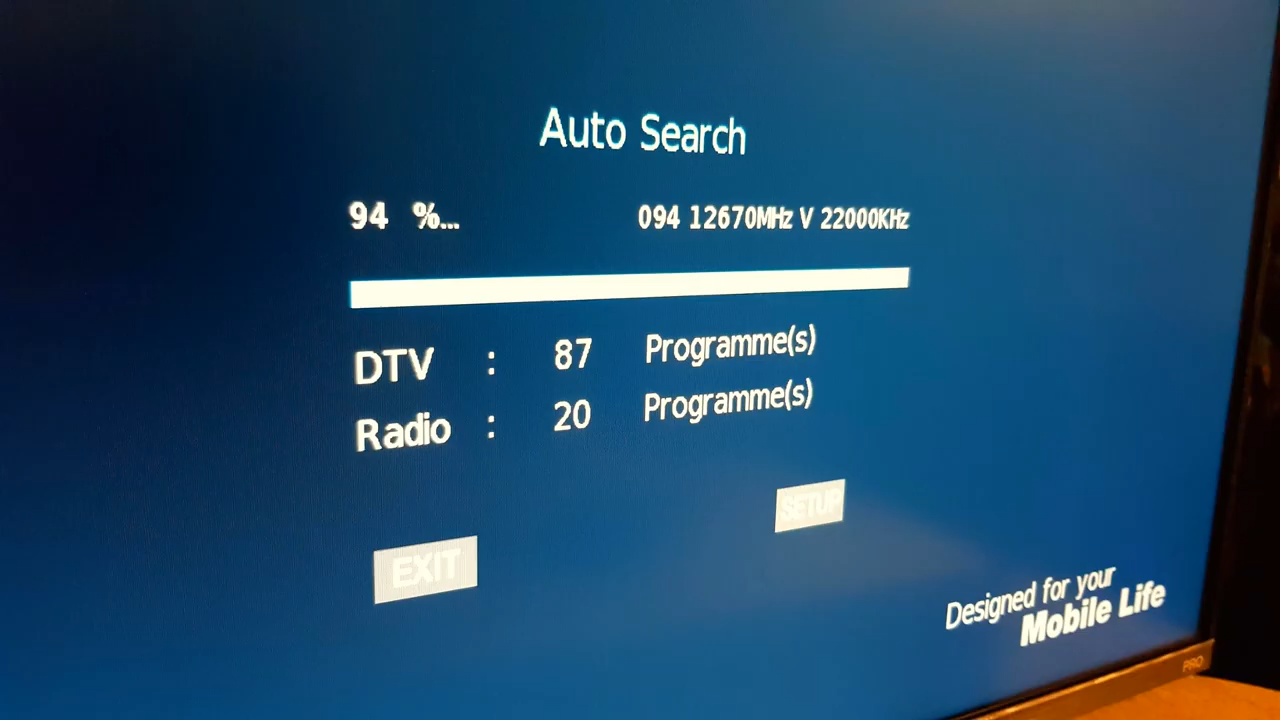 Auto Search
94 %...
094 12670MHz V 22000KHz
DTV : 87 Programme(s)
Radio : 20 Programme(s)
SETUP
EXIT
Designed for your
Mobile Life
PRO